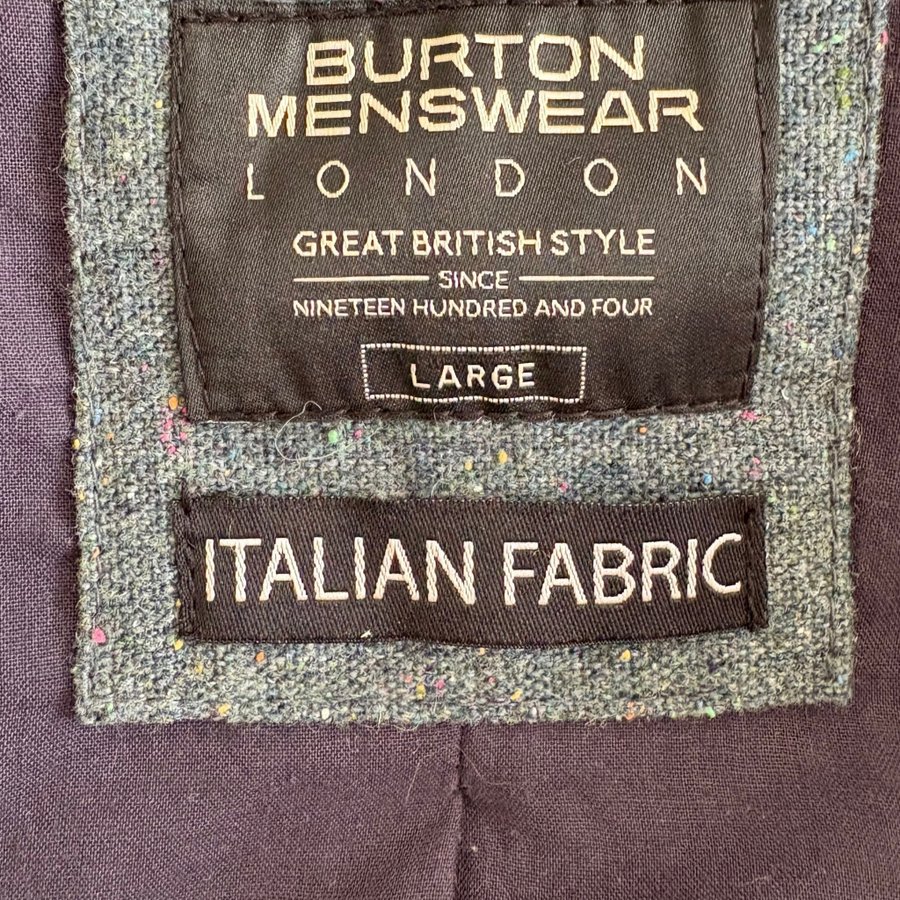 BURTON
MENSWEAR
LONDON
GREAT BRITISH STYLE
SINCE
NINETEEN HUNDRED AND FOUR
LARGE
ITALIAN FABRIC